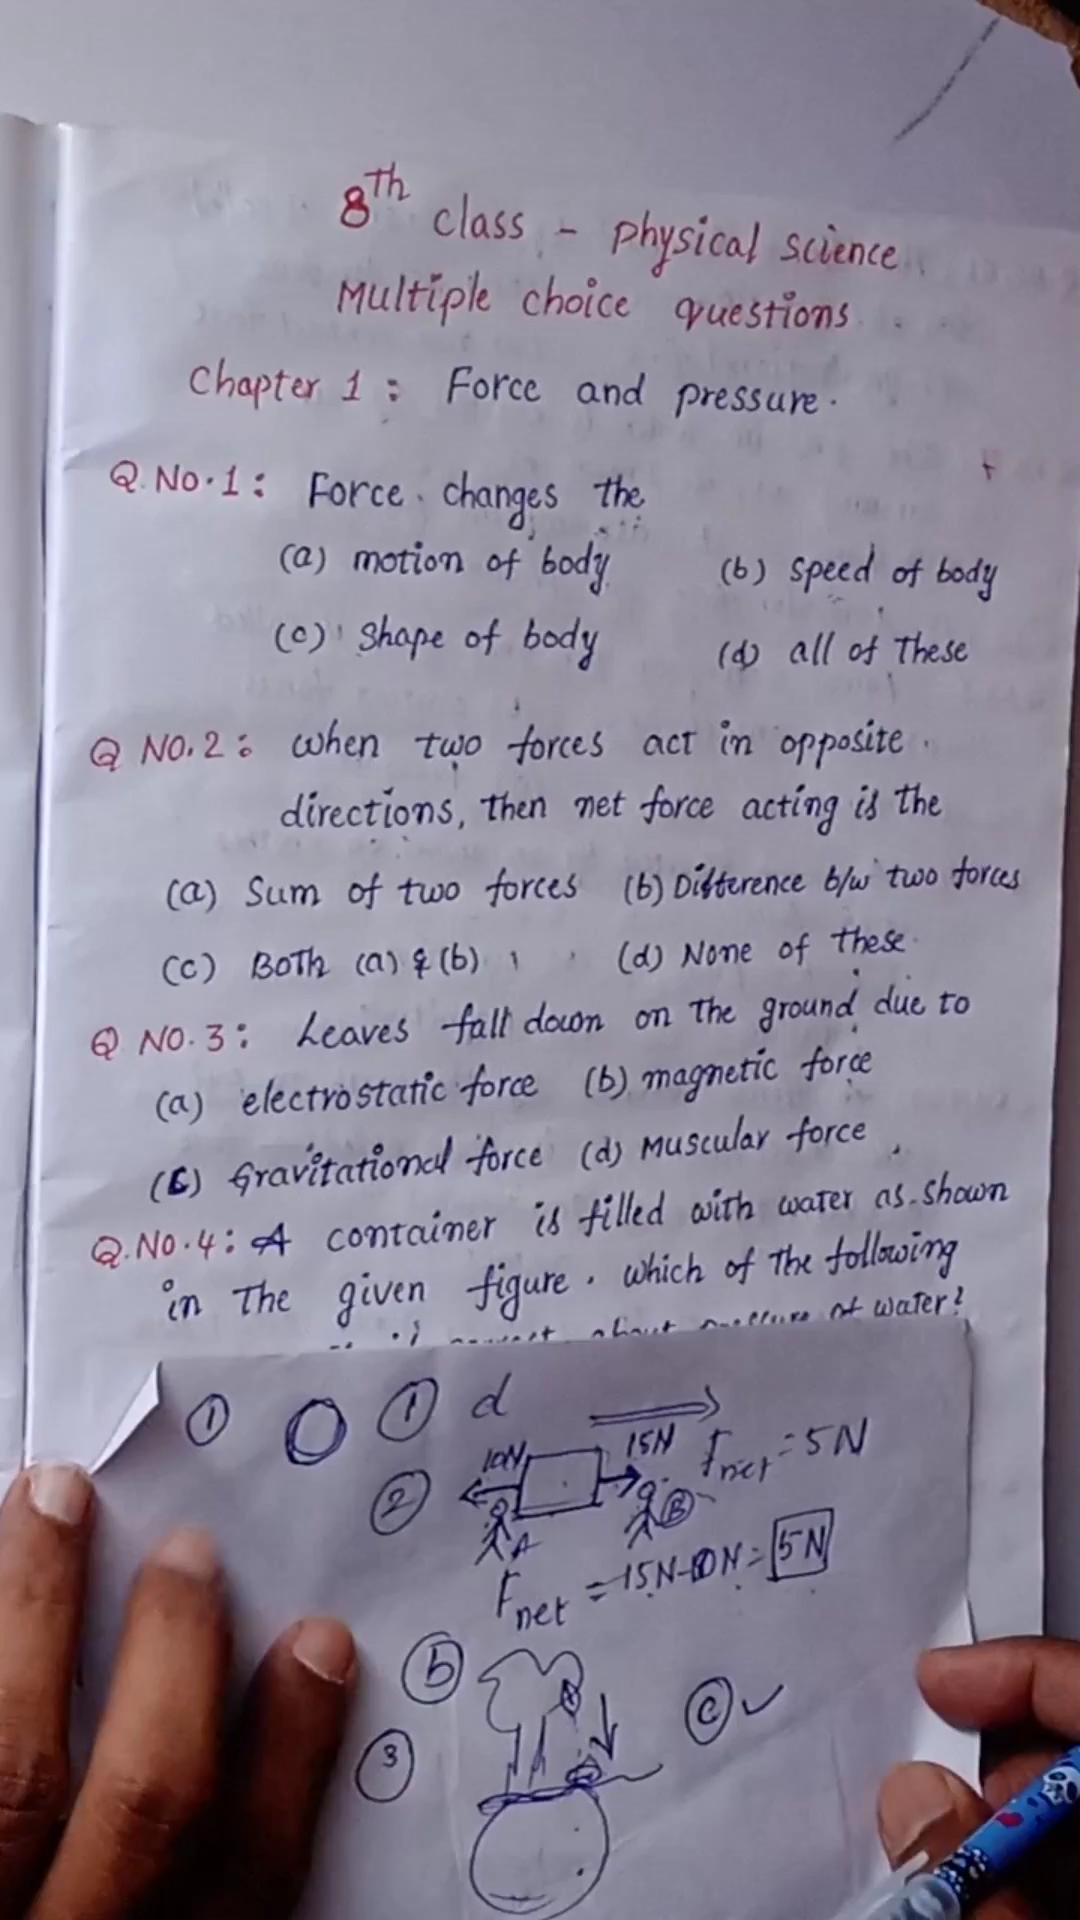 8Th class - physical science
Multiple choice questions
Chapter 1 : Force and pressure.
Q. No.1 : Force changes the
(a) motion of body (b) speed of body
(c) shape of body (d) all of these
Q NO.2 : when two forces act in opposite
directions, then net force acting is the
(a) Sum of two forces (b) Difference b/w two forces
(c) Both (a) & (b) (d) None of these.
Q NO.3 : Leaves fall down on the ground due to
(a) electrostatic force (b) magnetic force
(c) Gravitational force (d) Muscular force
Q.No.4 : A container is filled with water as shown
in the given figure. which of the following
about pressure of water?
1 1 d
10N 15N Fnet = 5N
2
A B
Fnet = 15N-10N = 5N
b
c ✓
3